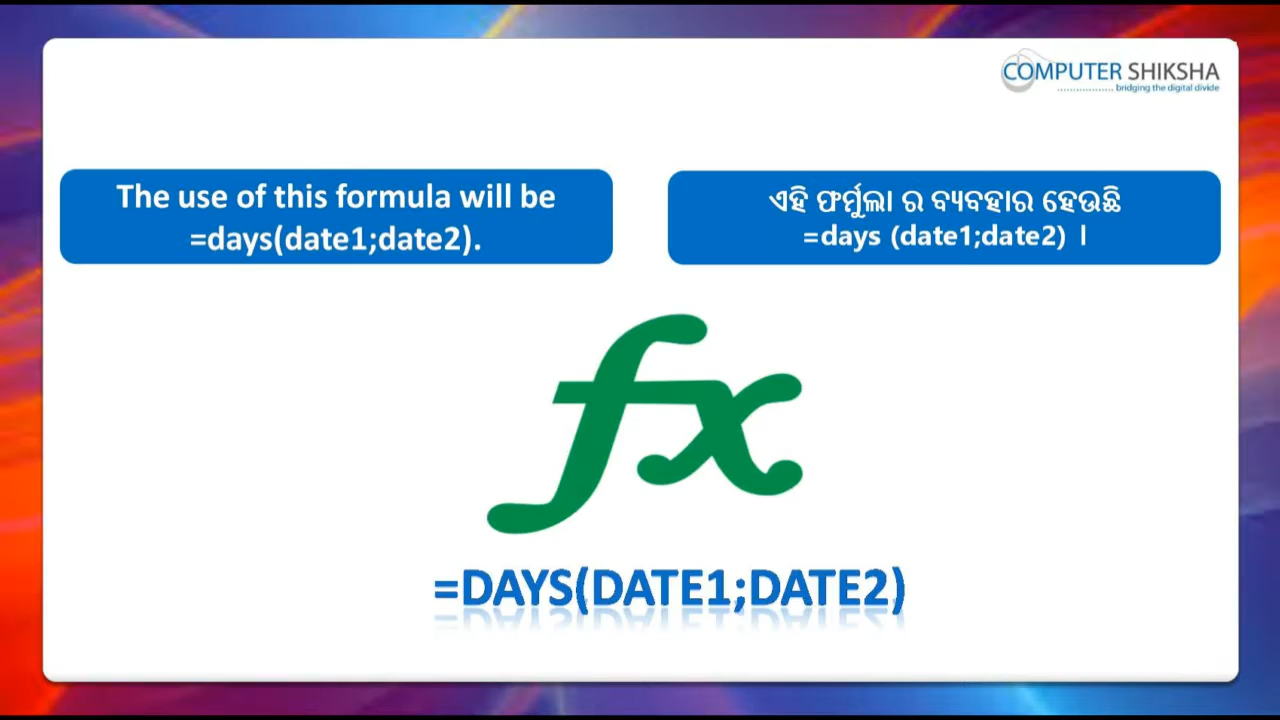 COMPUTER SHIKSHA
bridging the digital divide
The use of this formula will be
=days(date1;date2).
ଏହି ଫର୍ମୁଲା ର ବ୍ୟବହାର ହେଉଛି
=days (date1;date2) ।
fx
=DAYS(DATE1;DATE2)